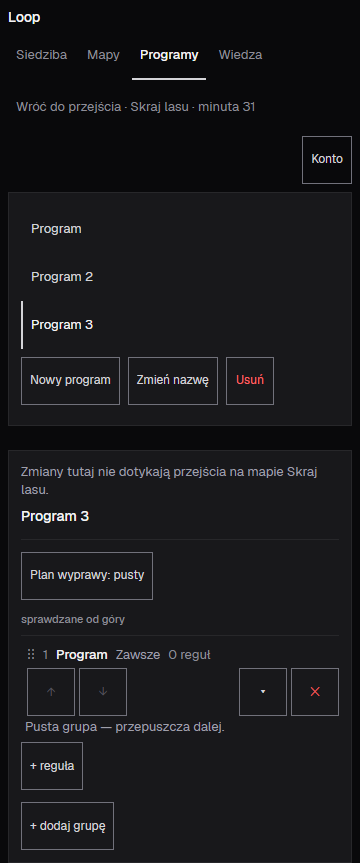 Loop
Siedziba Mapy Programy Wiedza
Wróć do przejścia · Skraj lasu · minuta 31
Konto
Program
Program 2
Program 3
Nowy program Zmień nazwę Usuń
Zmiany tutaj nie dotykają przejścia na mapie Skraj
lasu.
Program 3
Plan wyprawy: pusty
sprawdzane od góry
1 Program Zawsze 0 reguł
Pusta grupa — przepuszcza dalej.
+ reguła
+ dodaj grupę